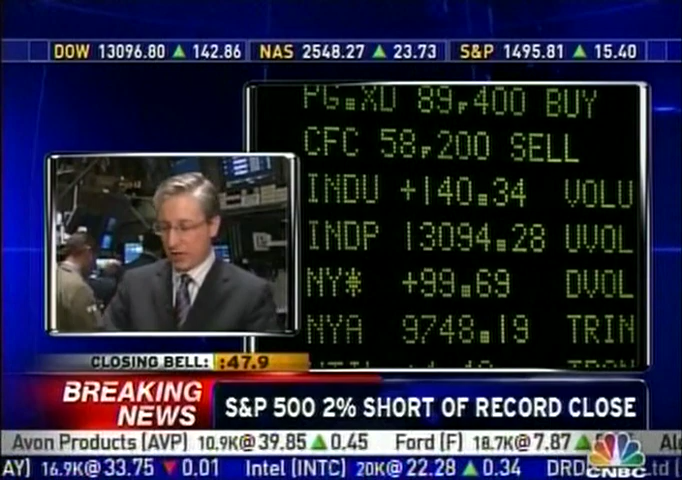 DOW 13096.80 ▲ 142.86 NAS 2548.27 ▲ 23.73 S&P 1495.81 ▲ 15.40
PG.XD 89,400 BUY
CFC 58,200 SELL
INDU +140.34 VOLU
INDP 13094.28 UVOL
NY* +99.69 DVOL
NYA 9748.19 TRIN
CLOSING BELL: :47.9
BREAKING NEWS
S&P 500 2% SHORT OF RECORD CLOSE
Avon Products (AVP) 10.9K@39.85 ▲ 0.45 Ford (F) 18.7K@7.87 ▲
CNBC
AY) 16.9K@33.75 ▼ 0.01 Intel (INTC) 20K@22.28 ▲ 0.34 DRD